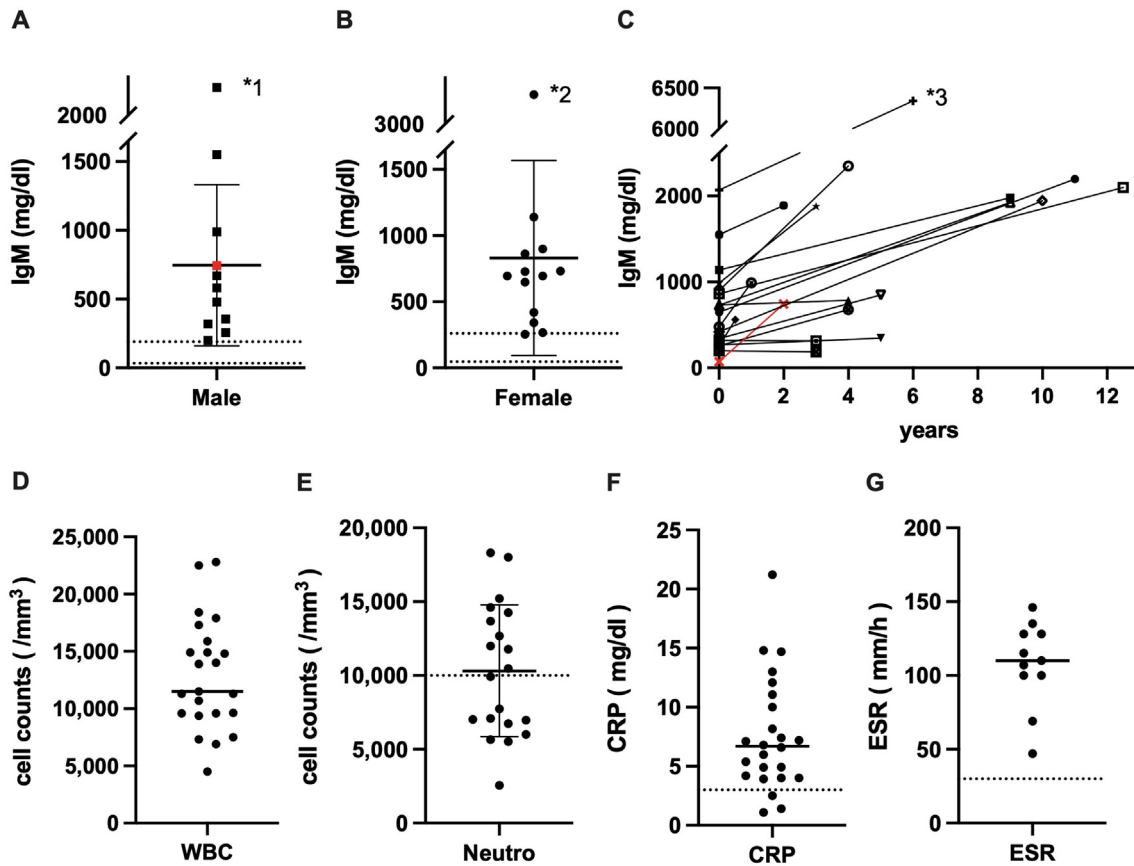 A
B
C
IgM (mg/dl)
2000
1500
1000
500
0
*1
Male
IgM (mg/dl)
3000
1500
1000
500
0
*2
Female
IgM (mg/dl)
6500
6000
2000
1000
0
*3
0 2 4 6 8 10 12
years
D
E
F
G
cell counts ( /mm³ )
25,000
20,000
15,000
10,000
5,000
0
WBC
cell counts ( /mm³ )
20,000
15,000
10,000
5,000
0
Neutro
CRP ( mg/dl )
25
20
15
10
5
0
CRP
ESR ( mm/h )
200
150
100
50
0
ESR